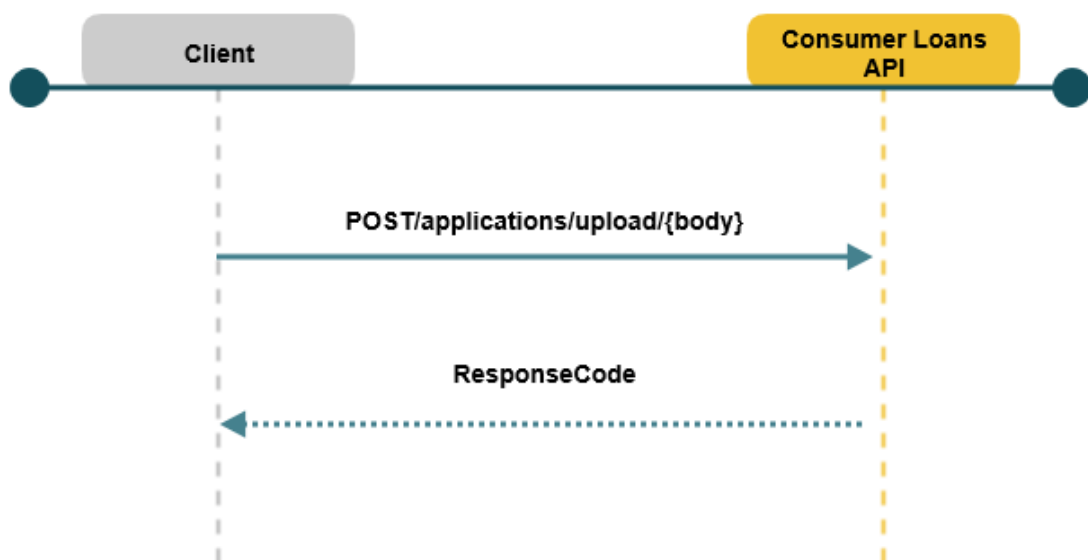 Client
Consumer Loans
API
POST/applications/upload/{body}
ResponseCode